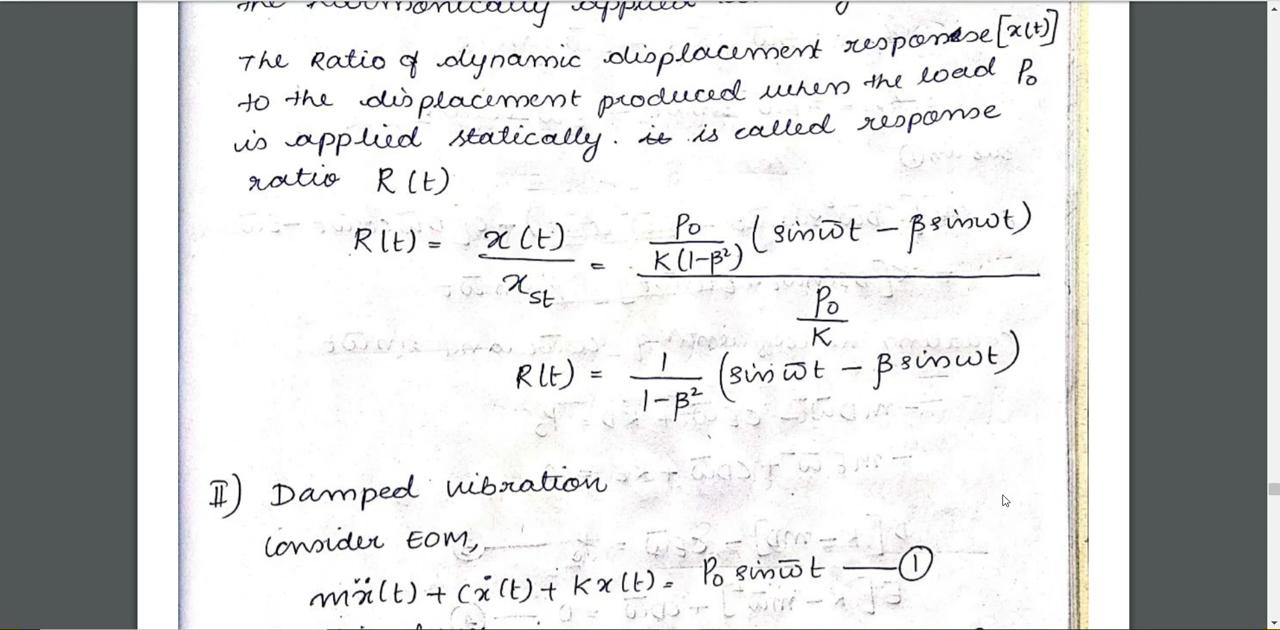 The Ratio of dynamic displacement response [x(t)]
to the displacement produced when the load P₀
is applied statically. it is called response
ratio R(t)
R(t) = x(t)/x_st = P₀/(K(1-β²)) (sin ω̅t − β sin ωt) / (P₀/K)
R(t) = 1/(1-β²) (sin ω̅t − β sin ωt)
II) Damped vibration
Consider EOM,
mẍ(t) + Cẋ(t) + Kx(t) = P₀ sin ω̅t — ①